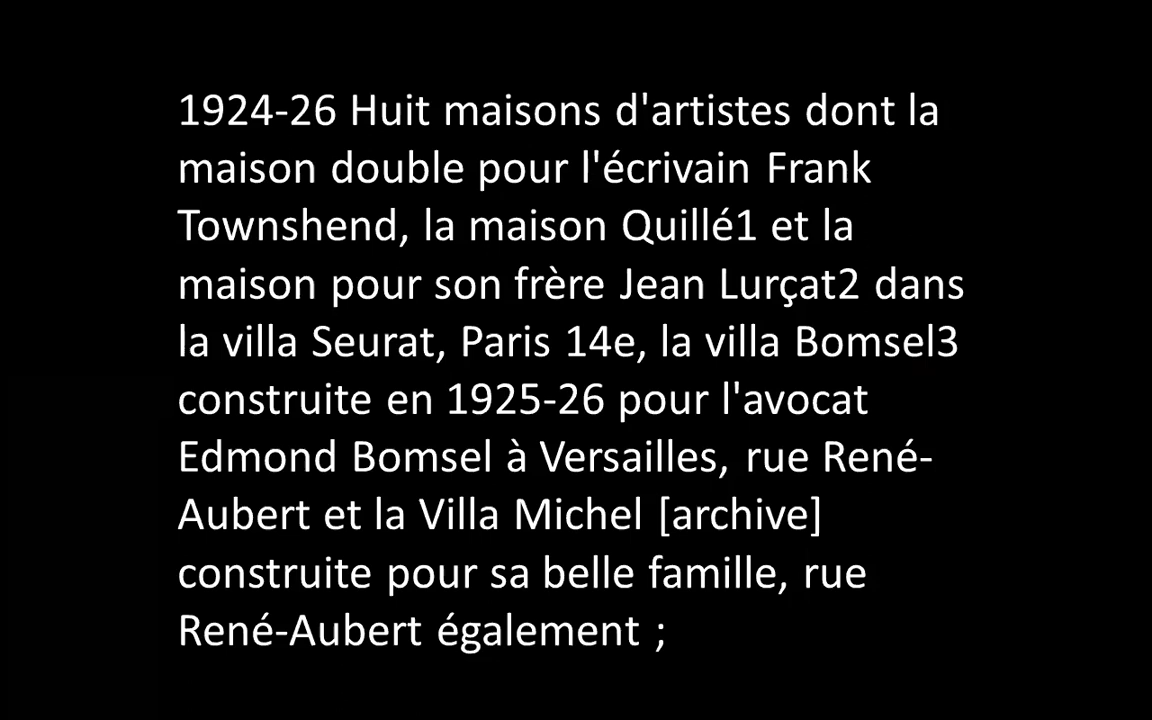 1924-26 Huit maisons d'artistes dont la
maison double pour l'écrivain Frank
Townshend, la maison Quillé1 et la
maison pour son frère Jean Lurçat2 dans
la villa Seurat, Paris 14e, la villa Bomsel3
construite en 1925-26 pour l'avocat
Edmond Bomsel à Versailles, rue René-
Aubert et la Villa Michel [archive]
construite pour sa belle famille, rue
René-Aubert également ;